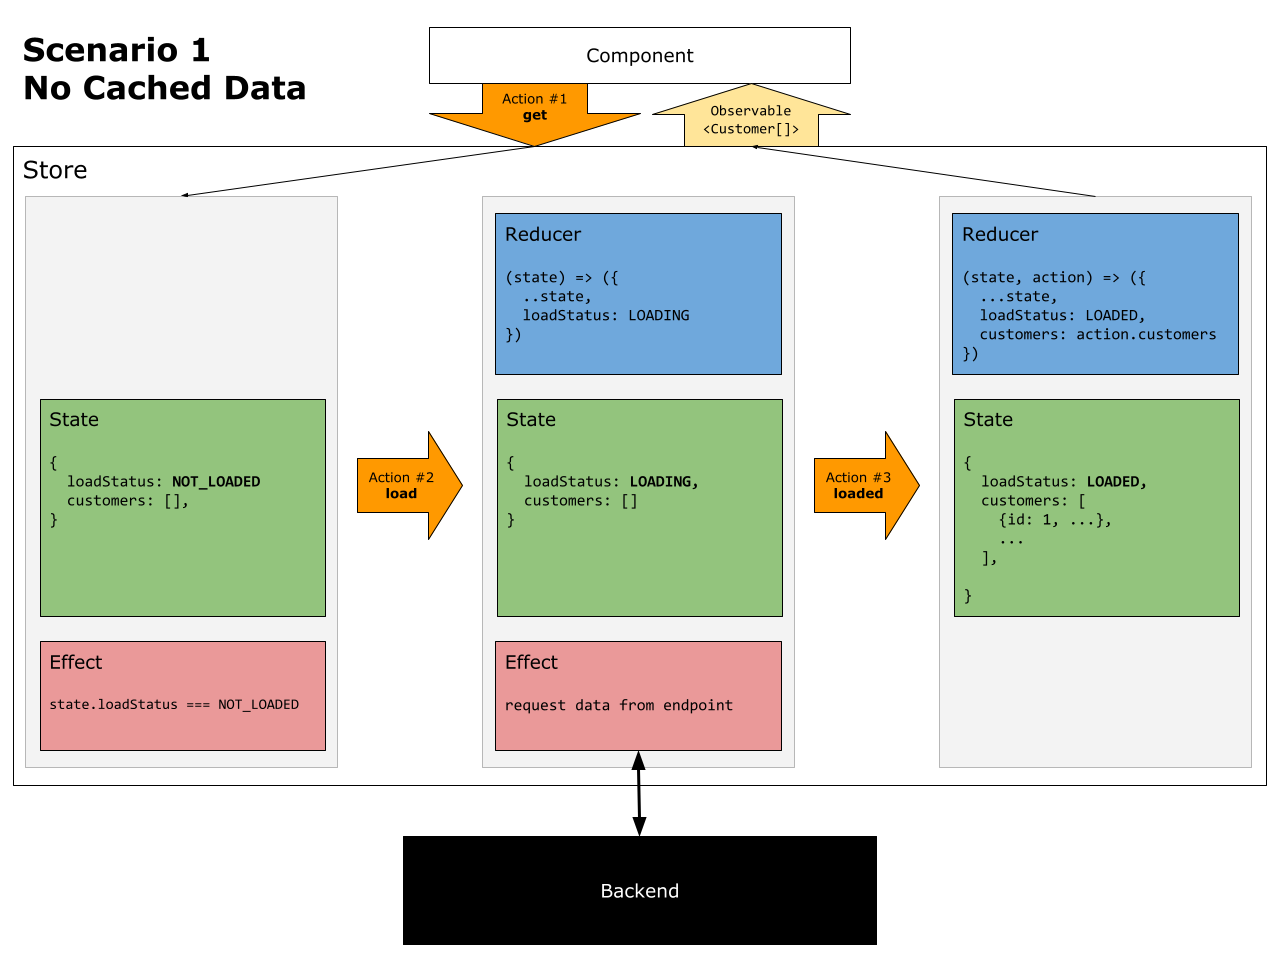 Scenario 1
No Cached Data
Component
Action #1
get
Observable
<Customer[]>
Store
State
{
  loadStatus: NOT_LOADED
  customers: [],
}
Effect
state.loadStatus === NOT_LOADED
Action #2
load
Reducer
(state) => ({
  ..state,
  loadStatus: LOADING
})
State
{
  loadStatus: LOADING,
  customers: []
}
Effect
request data from endpoint
Action #3
loaded
Reducer
(state, action) => ({
  ...state,
  loadStatus: LOADED,
  customers: action.customers
})
State
{
  loadStatus: LOADED,
  customers: [
    {id: 1, ...},
    ...
  ],
}
Backend